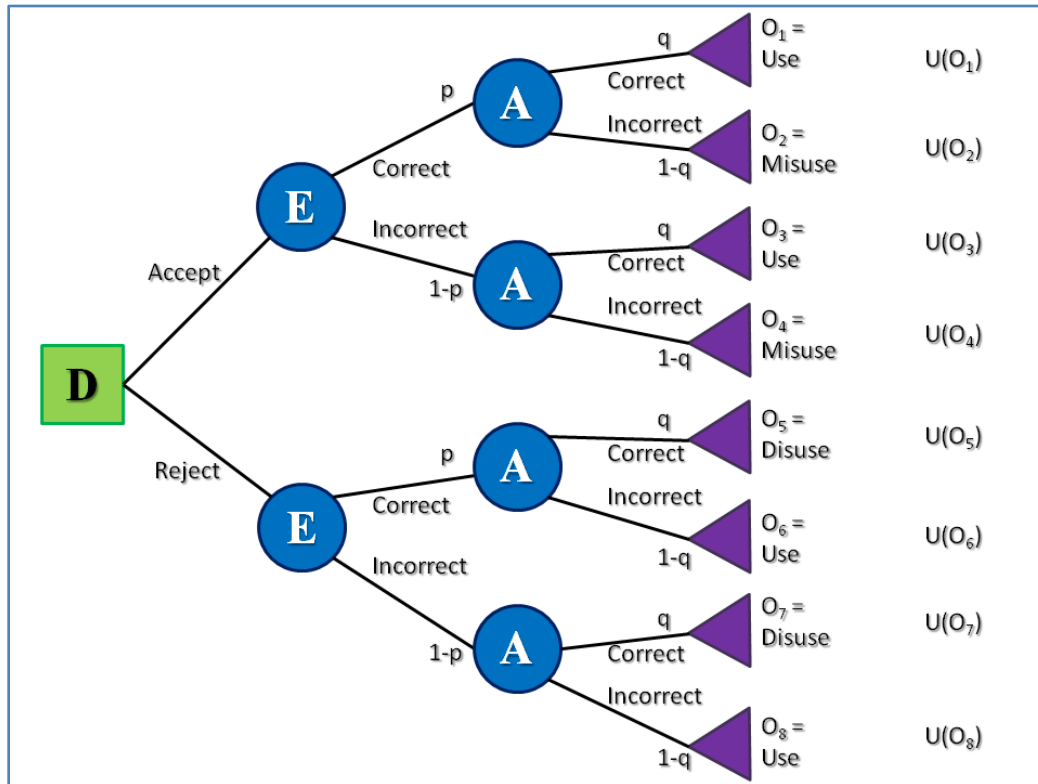 q
O₁ =
Use
U(O₁)
Correct
p
A
Incorrect
O₂ =
Misuse
U(O₂)
1-q
Correct
E
Incorrect
q
O₃ =
Use
U(O₃)
Correct
Accept
1-p
A
Incorrect
O₄ =
Misuse
U(O₄)
1-q
D
q
O₅ =
Disuse
U(O₅)
Correct
Reject
p
A
Incorrect
Correct
O₆ =
Use
U(O₆)
1-q
E
Incorrect
q
O₇ =
Disuse
U(O₇)
Correct
1-p
A
Incorrect
O₈ =
Use
U(O₈)
1-q